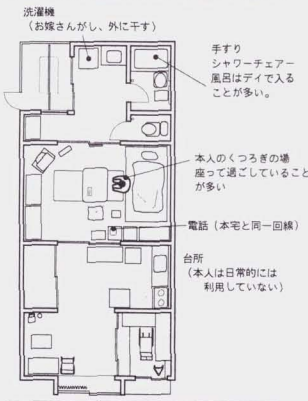 洗濯機
（お嫁さんがし、外に干す）
手すり
シャワーチェアー
風呂はデイで入る
ことが多い。
本人のくつろぎの場
座って過ごしていること
が多い
電話（本宅と同一回線）
台所
（本人は日常的には
利用していない）